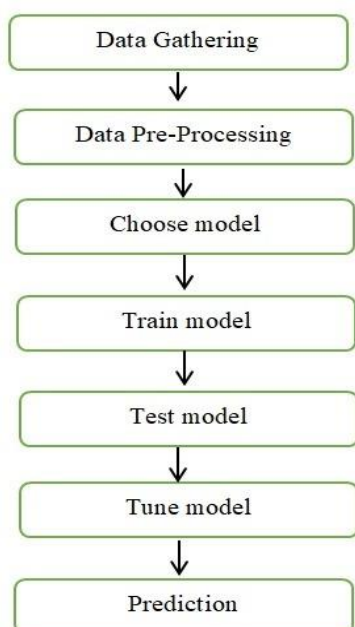 Data Gathering
Data Pre-Processing
Choose model
Train model
Test model
Tune model
Prediction